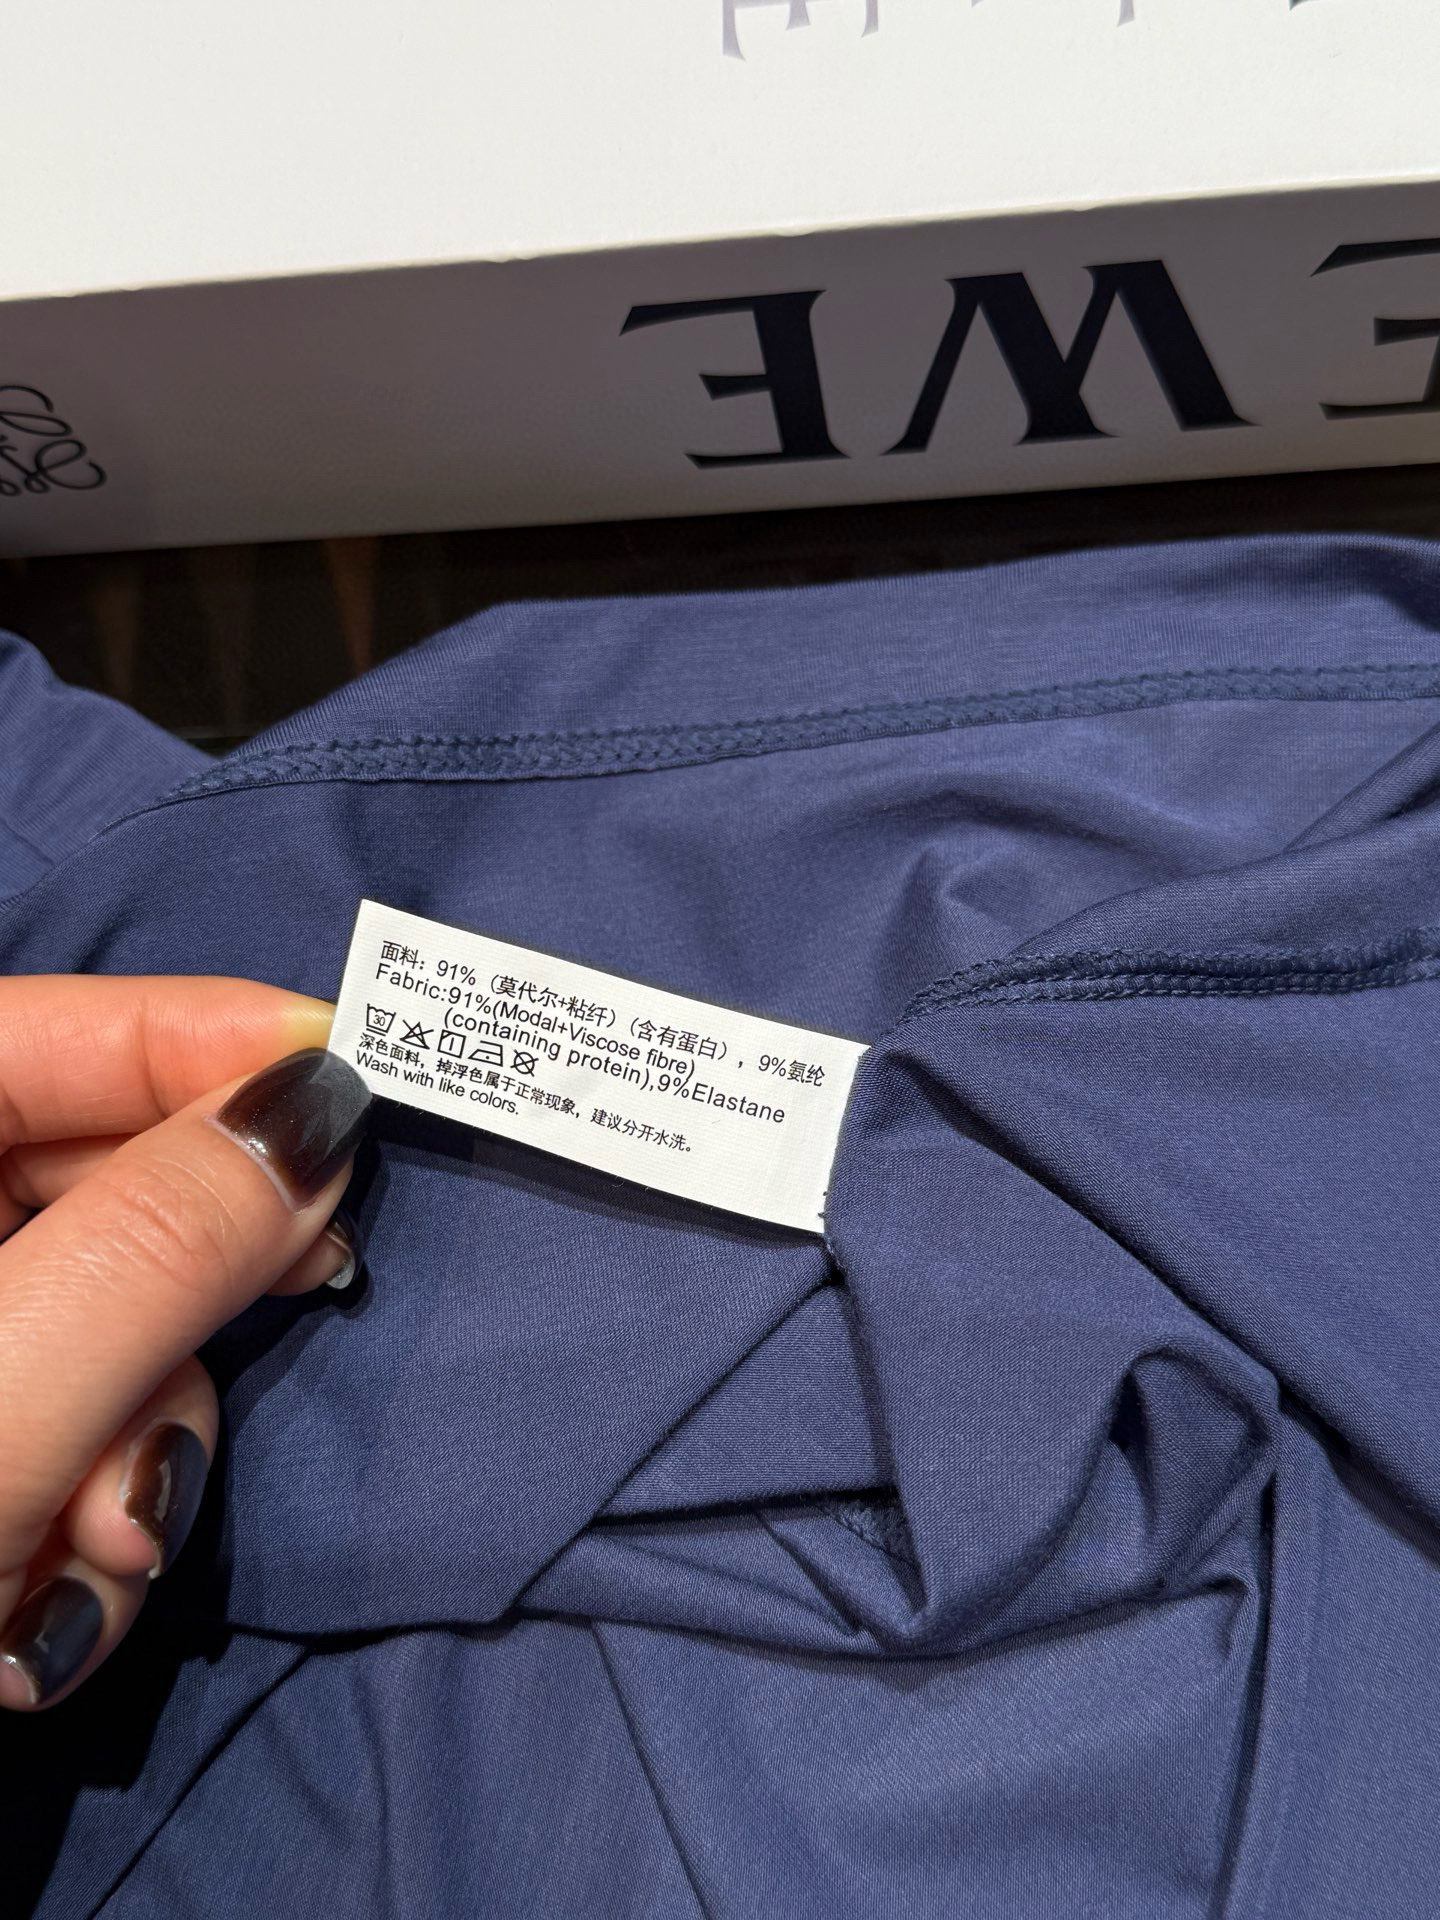 E WE
面料：91%（莫代尔+粘纤）（含有蛋白），9%氨纶
Fabric:91%(Modal+Viscose fibre)
(containing protein),9%Elastane
30
深色面料，掉浮色属于正常现象，建议分开水洗。
Wash with like colors.